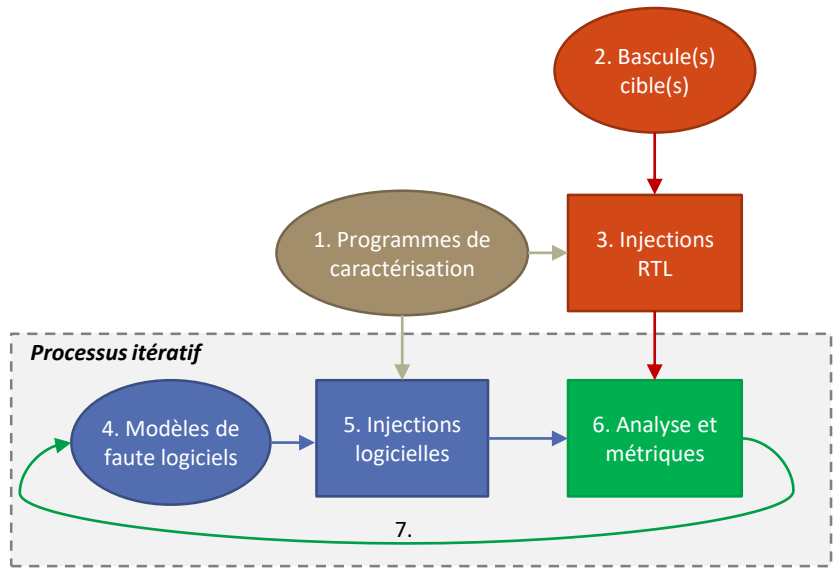 2. Bascule(s)
cible(s)
1. Programmes de
caractérisation
3. Injections
RTL
Processus itératif
4. Modèles de
faute logiciels
5. Injections
logicielles
6. Analyse et
métriques
7.